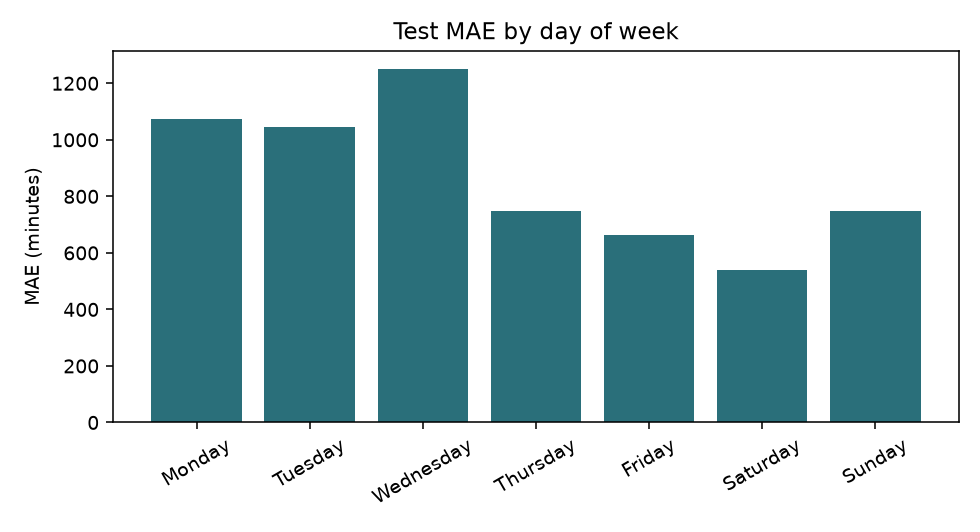 Test MAE by day of week
MAE (minutes)
1200
1000
800
600
400
200
0
Monday
Tuesday
Wednesday
Thursday
Friday
Saturday
Sunday